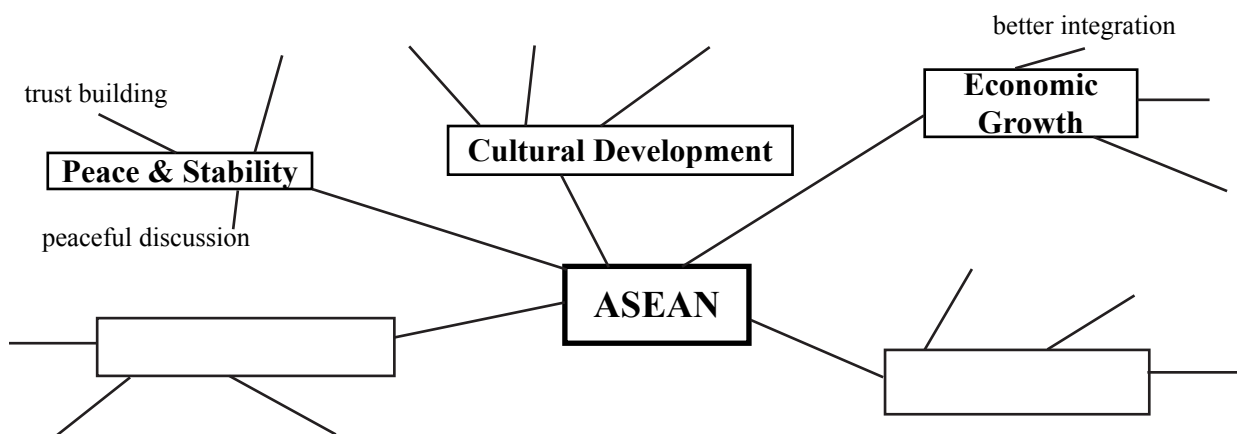 better integration
Economic
Growth
trust building
Cultural Development
Peace & Stability
peaceful discussion
ASEAN